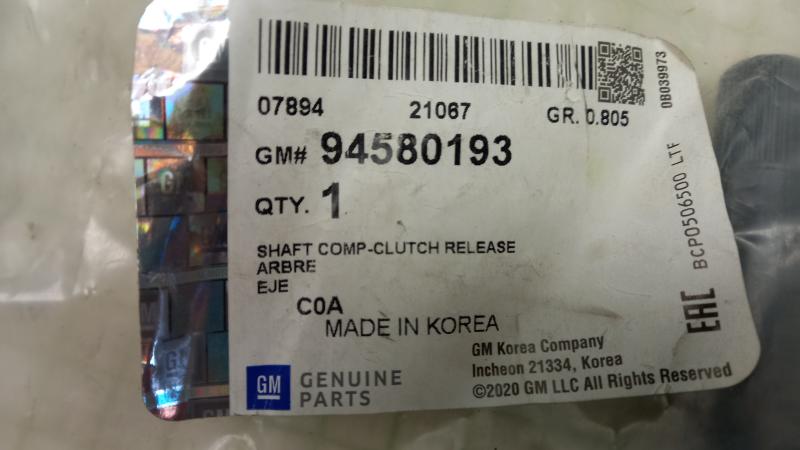 07894 21067 GR. 0.805
GM# 94580193
QTY. 1
SHAFT COMP-CLUTCH RELEASE
ARBRE
EJE
C0A
MADE IN KOREA
GM
GENUINE
PARTS
GM Korea Company
Incheon 21334, Korea
©2020 GM LLC All Rights Reserved
0B039973
BCP0506500 LTF
EAC